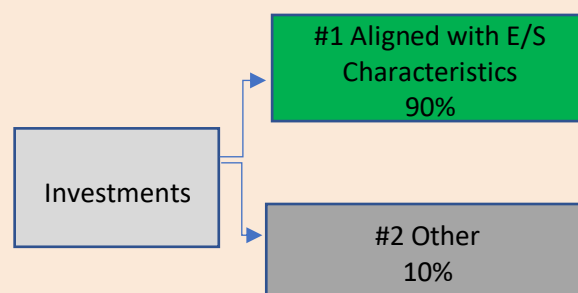 #1 Aligned with E/S
Characteristics
90%
Investments
#2 Other
10%